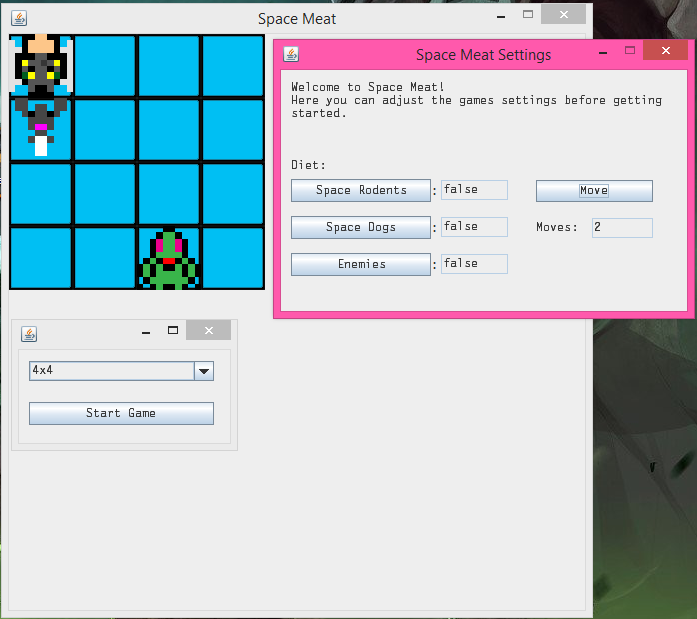 Space Meat
Space Meat Settings
Welcome to Space Meat!
Here you can adjust the games settings before getting
started.
Diet:
Space Rodents : false
Move
Space Dogs : false
Moves: 2
Enemies : false
4x4
Start Game